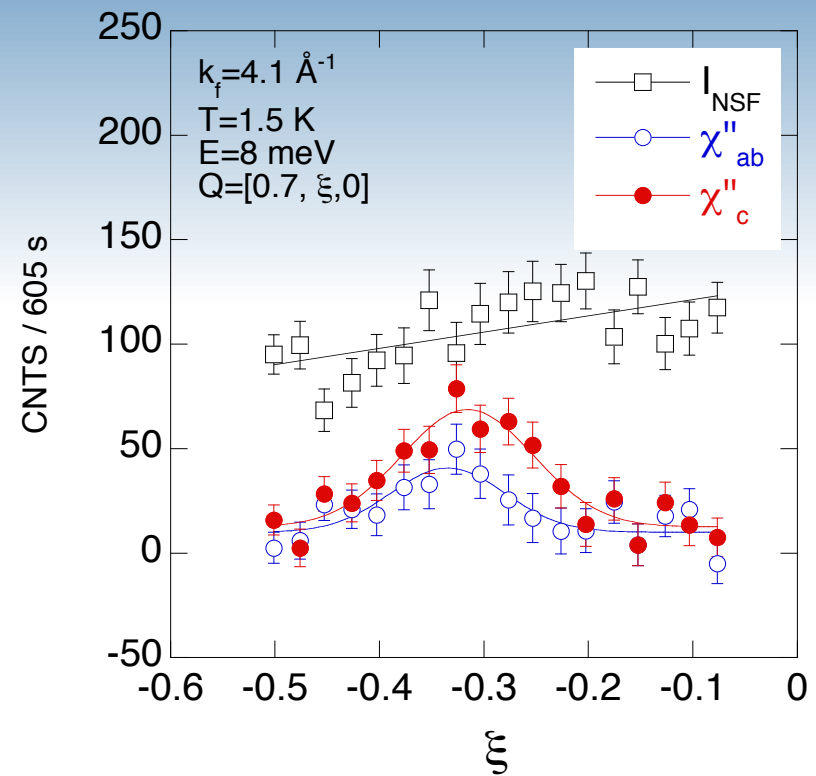 250
200
150
100
50
0
-50
CNTS / 605 s
k_f=4.1 Å^-1
T=1.5 K
E=8 meV
Q=[0.7, ξ,0]
I_NSF
χ''_ab
χ''_c
-0.6 -0.5 -0.4 -0.3 -0.2 -0.1 0
ξ